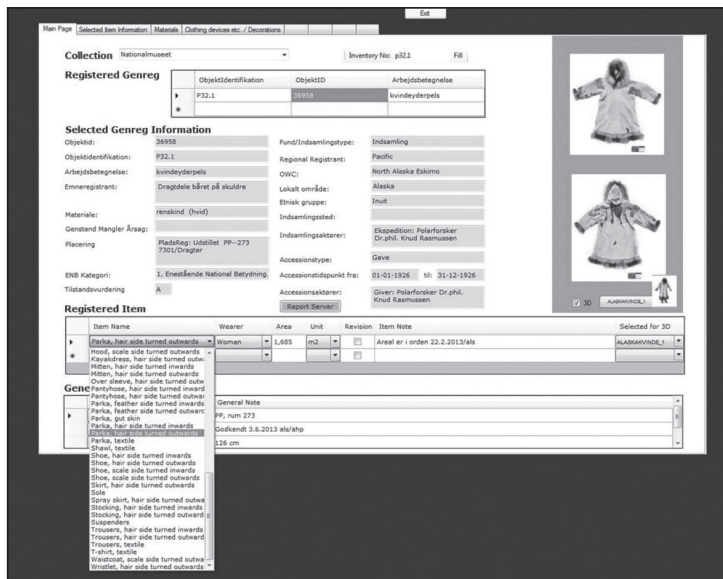 Exit
Main Page Selected Item Information Materials Clothing devices etc. / Decorations
Collection Nationalmuseet Inventory No: p32.1 Fill
Registered Genreg
ObjektIdentifikation ObjektID Arbejdsbetegnelse
P32.1 36958 kvindeyderpels
Selected Genreg Information
Objektid: 36958 Fund/Indsamlingstype: Indsamling
Objektidentifikation: P32.1 Regional Registrant: Pacific
Arbejdsbetegnelse: kvindeyderpels OWC: North Alaska Eskimo
Emneregistrant: Dragtdele båret på skuldre Lokalt område: Alaska
Etnisk gruppe: Inuit
Materiale: renskind (hvid) Indsamlingssted:
Genstand Mangler Årsag: Indsamlingsaktører: Ekspedition: Polarforsker
Dr.phil. Knud Rasmussen
Placering PladsReg: Udstillet PP--273
7301/Dragter
Accessionstype: Gave
ENB Kategori: 1. Enestående National Betydning. Accessionstidspunkt fra: 01-01-1926 til: 31-12-1926
Tilstandsvurdering A Accessionsaktører: Giver: Polarforsker Dr.phil.
Knud Rasmussen
3D ALASKAKVINDE_1
Registered Item Report Server
Item Name Wearer Area Unit Revision Item Note Selected for 3D
Parka, hair side turned outwards Woman 1,685 m2 Areal er i orden 22.2.2013/als ALASKAKVINDE_1
Hood, scale side turned outwards
Kayakdress, hair side turned outwa
Mitten, hair side turned inwards
Mitten, hair side turned outwards
Over sleeve, hair side turned outwa
Pantyhose, hair side turned inward
Pantyhose, hair side turned outwar
Parka, feather side turned inwards
Parka, feather side turned outward
Parka, gut skin
Parka, hair side turned inwards
Parka, hair side turned outwards
Parka, textile
Shawl, textile
Shoe, hair side turned inwards
Shoe, hair side turned outwards
Shoe, scale side turned inwards
Shoe, scale side turned outwards
Skirt, hair side turned outwards
Sole
Spray skirt, hair side turned outwa
Stocking, hair side turned inwards
Stocking, hair side turned outwards
Suspenders
Trousers, hair side turned inwards
Trousers, hair side turned outward
Trousers, textile
T-shirt, textile
Waistcoat, scale side turned outwa
Wristlet, hair side turned outwards
Gene
General Note
PP, rum 273
Godkendt 3.6.2013 als/ahp
126 cm